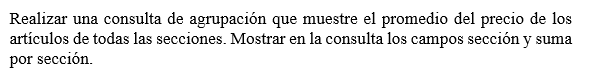 Realizar una consulta de agrupación que muestre el promedio del precio de los
artículos de todas las secciones. Mostrar en la consulta los campos sección y suma
por sección.